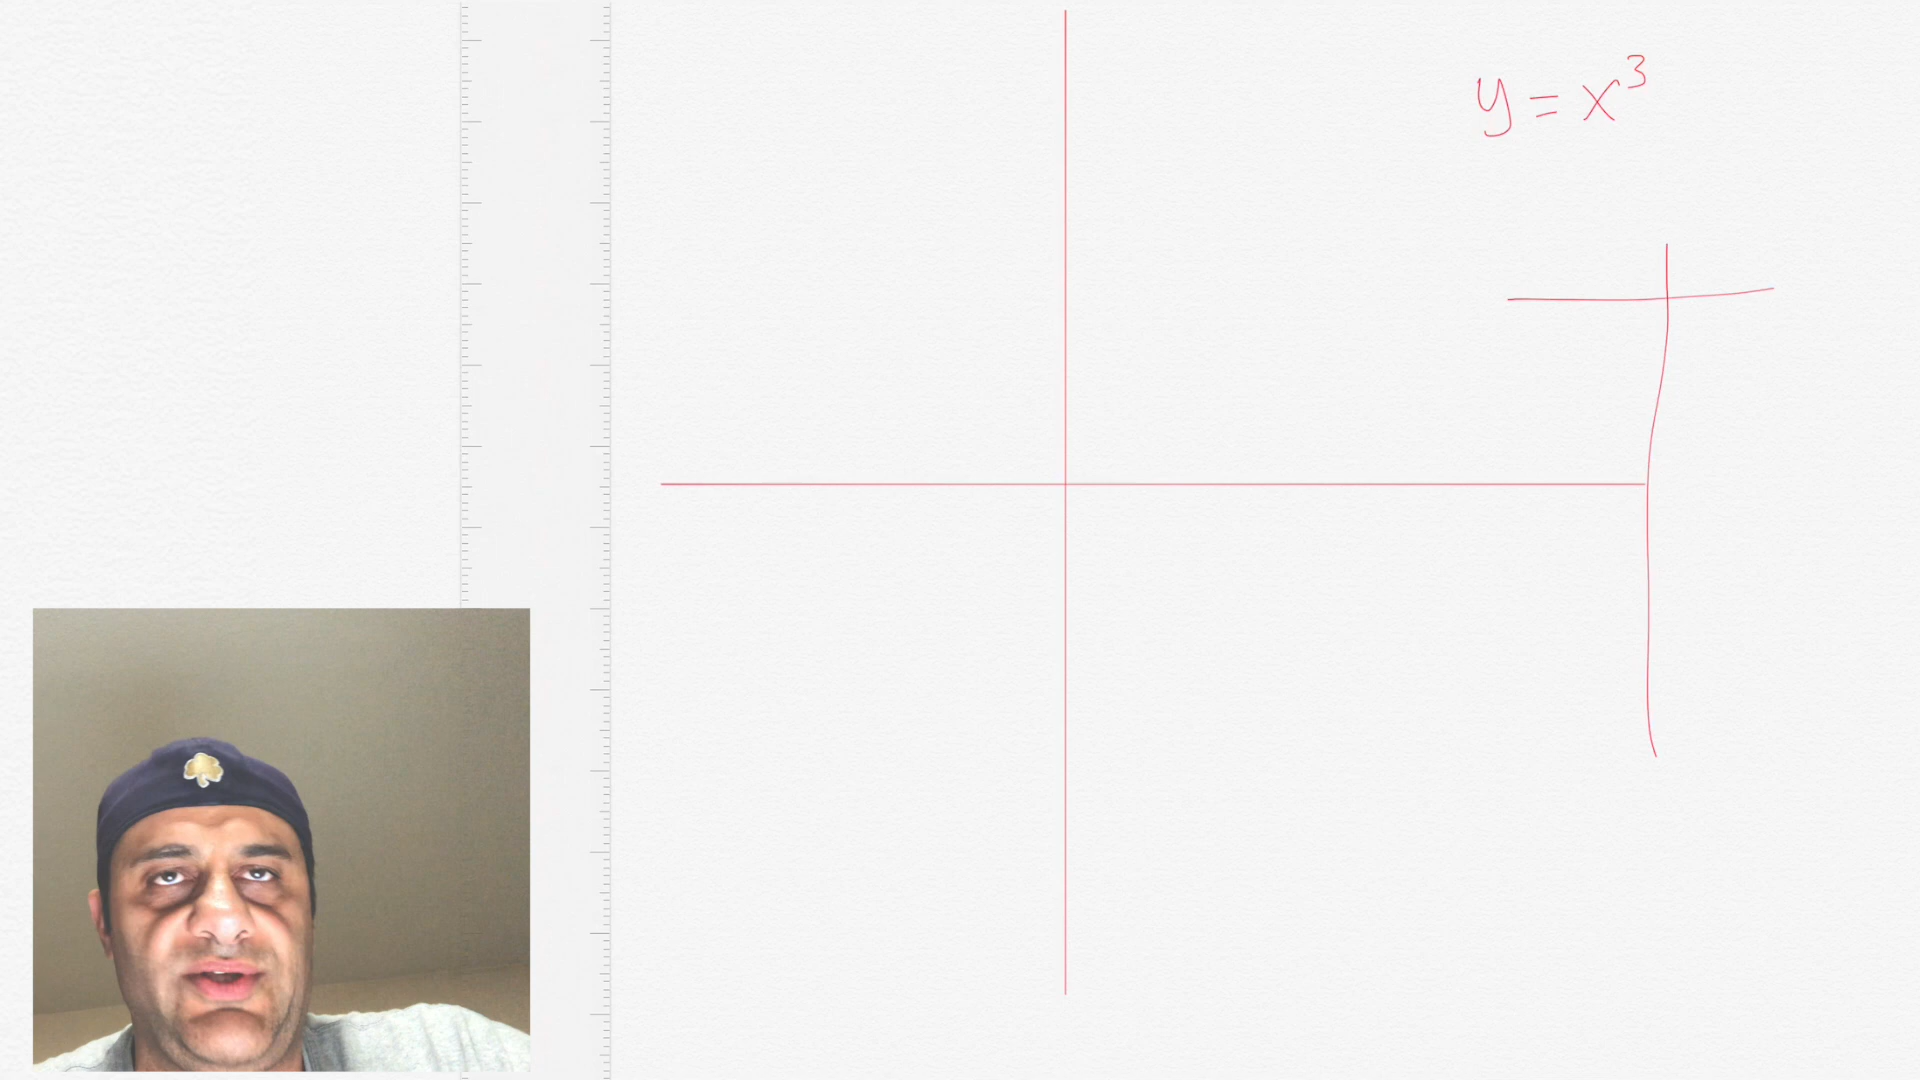 y = x³